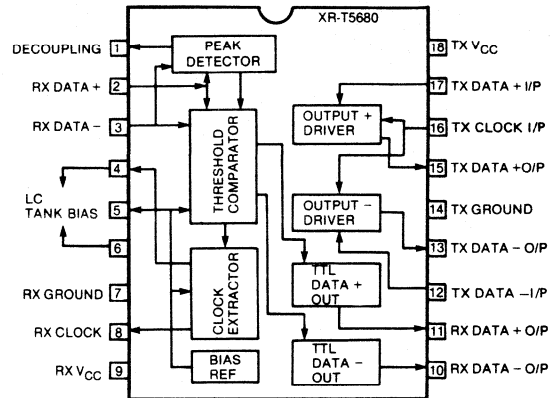 XR-T5680
DECOUPLING 1
RX DATA + 2
RX DATA - 3
4
LC
TANK BIAS
5
6
RX GROUND 7
RX CLOCK 8
RX VCC 9
PEAK
DETECTOR
THRESHOLD
COMPARATOR
CLOCK
EXTRACTOR
BIAS
REF
OUTPUT +
DRIVER
OUTPUT -
DRIVER
TTL
DATA +
OUT
TTL
DATA -
OUT
18 TX VCC
17 TX DATA + I/P
16 TX CLOCK I/P
15 TX DATA +O/P
14 TX GROUND
13 TX DATA - O/P
12 TX DATA -I/P
11 RX DATA + O/P
10 RX DATA - O/P